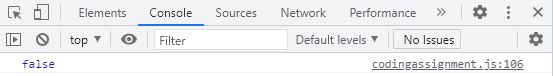 Elements Console Sources Network Performance »
top Filter Default levels No Issues
false codingassignment.js:106